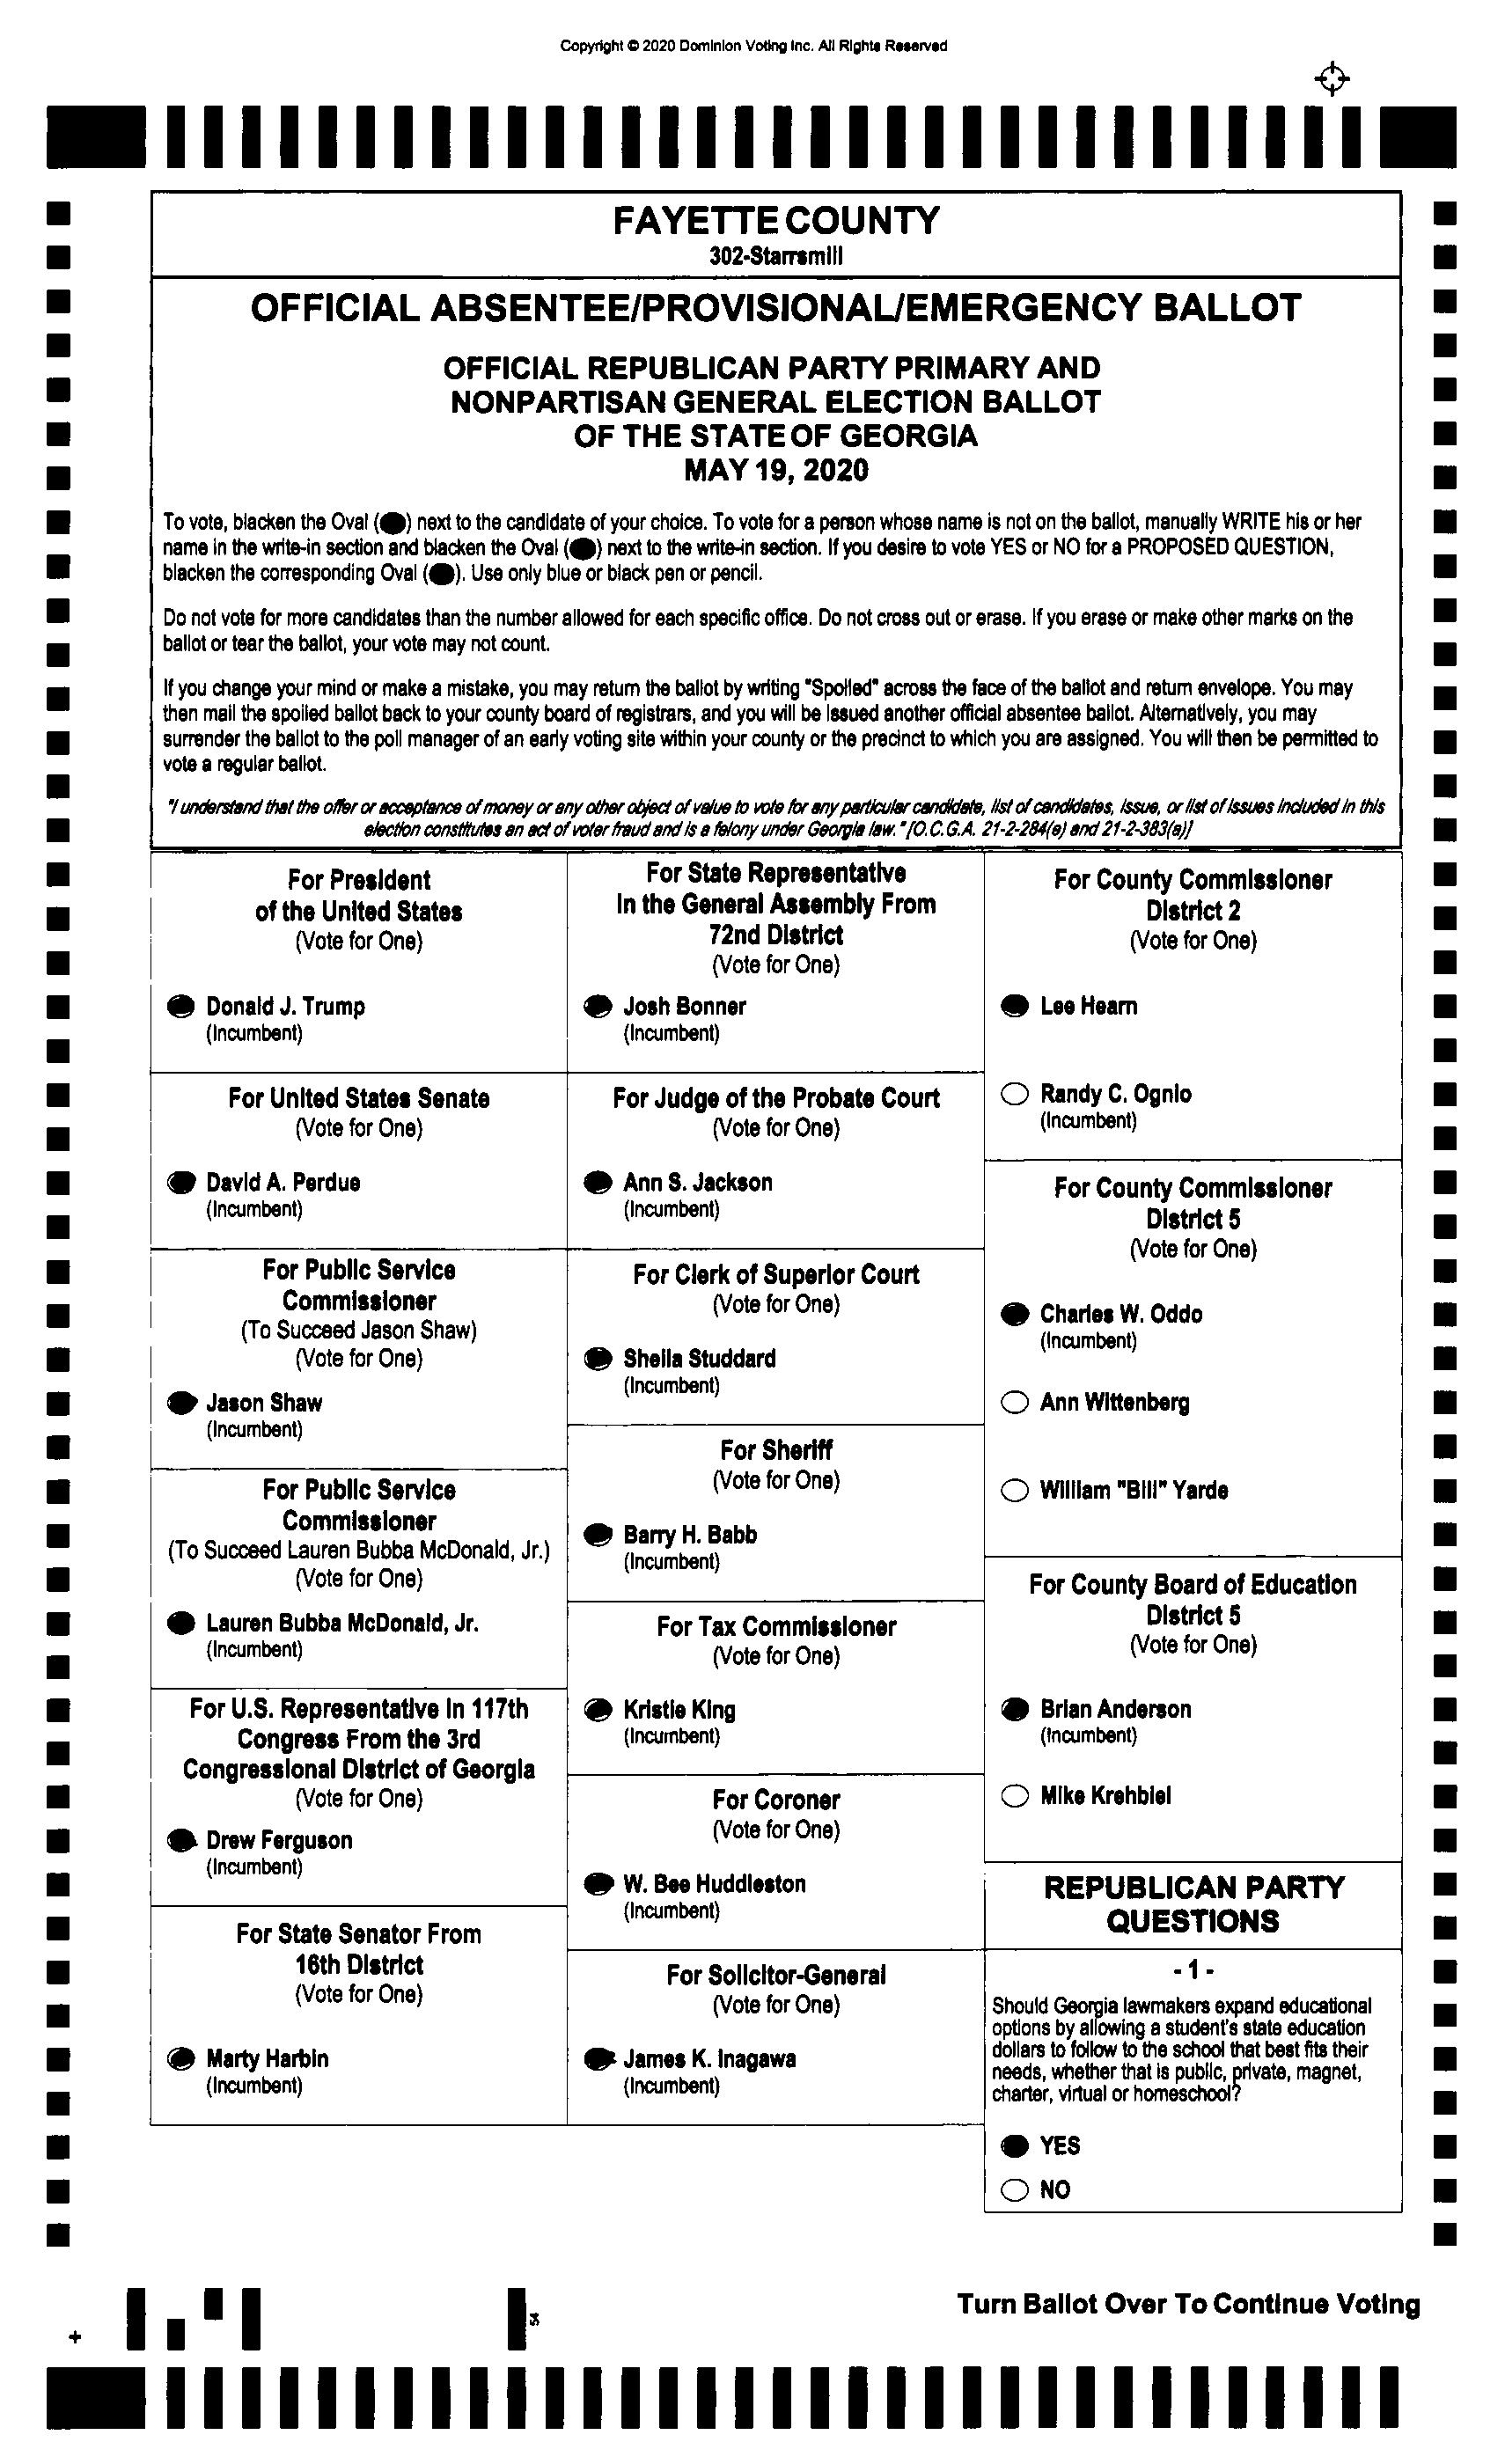 Copyright © 2020 Dominion Voting Inc. All Rights Reserved
FAYETTE COUNTY
302-Starrsmill
OFFICIAL ABSENTEE/PROVISIONAL/EMERGENCY BALLOT
OFFICIAL REPUBLICAN PARTY PRIMARY AND
NONPARTISAN GENERAL ELECTION BALLOT
OF THE STATE OF GEORGIA
MAY 19, 2020
To vote, blacken the Oval ( ) next to the candidate of your choice. To vote for a person whose name is not on the ballot, manually WRITE his or her
name in the write-in section and blacken the Oval ( ) next to the write-in section. If you desire to vote YES or NO for a PROPOSED QUESTION,
blacken the corresponding Oval ( ). Use only blue or black pen or pencil.
Do not vote for more candidates than the number allowed for each specific office. Do not cross out or erase. If you erase or make other marks on the
ballot or tear the ballot, your vote may not count.
If you change your mind or make a mistake, you may return the ballot by writing "Spoiled" across the face of the ballot and return envelope. You may
then mail the spoiled ballot back to your county board of registrars, and you will be issued another official absentee ballot. Alternatively, you may
surrender the ballot to the poll manager of an early voting site within your county or the precinct to which you are assigned. You will then be permitted to
vote a regular ballot.
"I understand that the offer or acceptance of money or any other object of value to vote for any particular candidate, list of candidates, issue, or list of issues included in this
election constitutes an act of voter fraud and is a felony under Georgia law." [O.C.G.A. 21-2-284(e) and 21-2-383(a)]
For President
of the United States
(Vote for One)
Donald J. Trump
(Incumbent)
For United States Senate
(Vote for One)
David A. Perdue
(Incumbent)
For Public Service
Commissioner
(To Succeed Jason Shaw)
(Vote for One)
Jason Shaw
(Incumbent)
For Public Service
Commissioner
(To Succeed Lauren Bubba McDonald, Jr.)
(Vote for One)
Lauren Bubba McDonald, Jr.
(Incumbent)
For U.S. Representative in 117th
Congress From the 3rd
Congressional District of Georgia
(Vote for One)
Drew Ferguson
(Incumbent)
For State Senator From
16th District
(Vote for One)
Marty Harbin
(Incumbent)
For State Representative
In the General Assembly From
72nd District
(Vote for One)
Josh Bonner
(Incumbent)
For Judge of the Probate Court
(Vote for One)
Ann S. Jackson
(Incumbent)
For Clerk of Superior Court
(Vote for One)
Sheila Studdard
(Incumbent)
For Sheriff
(Vote for One)
Barry H. Babb
(Incumbent)
For Tax Commissioner
(Vote for One)
Kristie King
(Incumbent)
For Coroner
(Vote for One)
W. Bee Huddleston
(Incumbent)
For Solicitor-General
(Vote for One)
James K. Inagawa
(Incumbent)
For County Commissioner
District 2
(Vote for One)
Lee Hearn
Randy C. Ognio
(Incumbent)
For County Commissioner
District 5
(Vote for One)
Charles W. Oddo
(Incumbent)
Ann Wittenberg
William "Bill" Yarde
For County Board of Education
District 5
(Vote for One)
Brian Anderson
(Incumbent)
Mike Krehbiel
REPUBLICAN PARTY
QUESTIONS
- 1 -
Should Georgia lawmakers expand educational
options by allowing a student's state education
dollars to follow to the school that best fits their
needs, whether that is public, private, magnet,
charter, virtual or homeschool?
YES
NO
Turn Ballot Over To Continue Voting
54